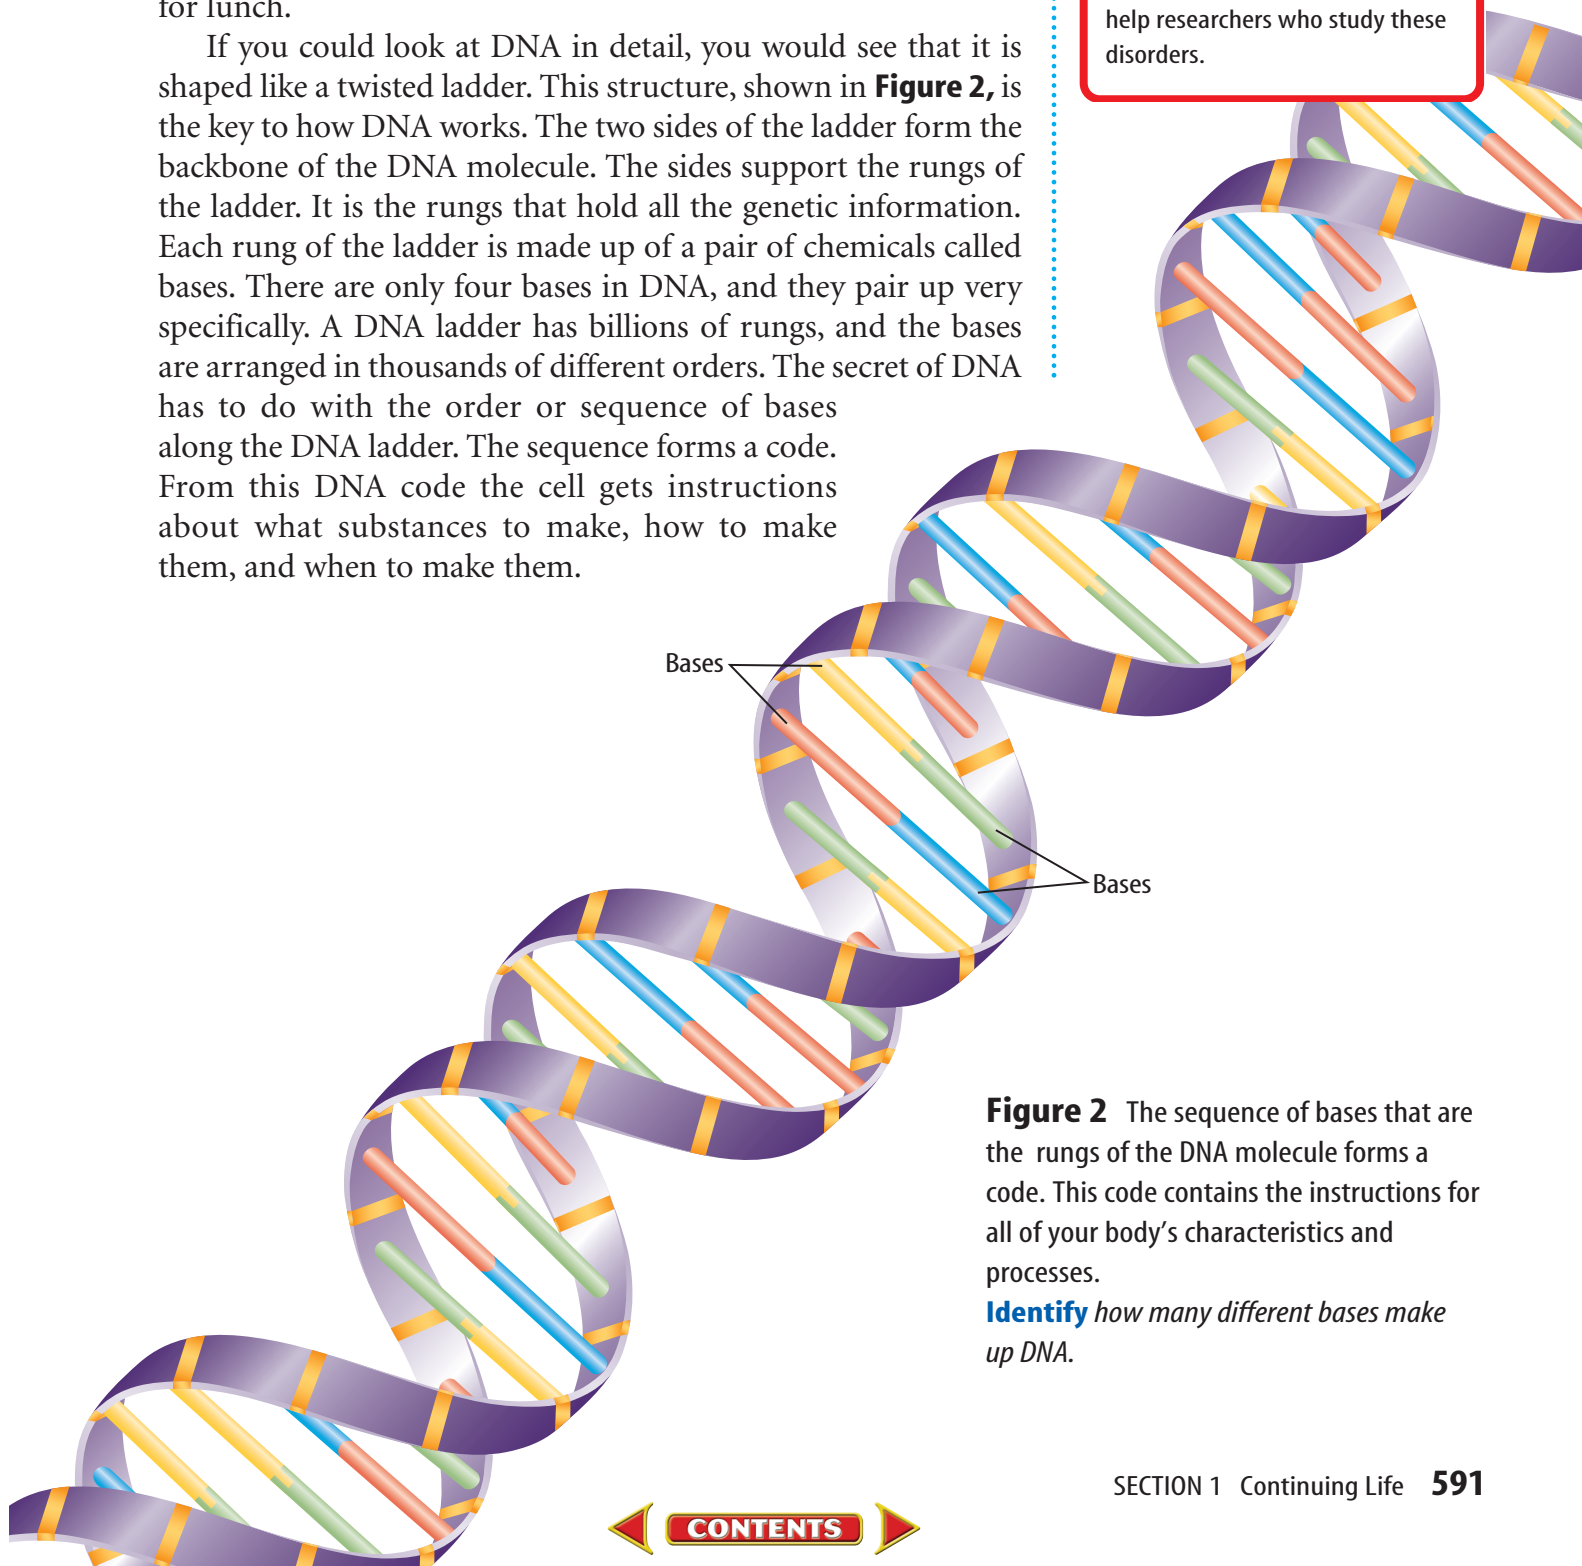 for lunch.
If you could look at DNA in detail, you would see that it is
shaped like a twisted ladder. This structure, shown in Figure 2, is
the key to how DNA works. The two sides of the ladder form the
backbone of the DNA molecule. The sides support the rungs of
the ladder. It is the rungs that hold all the genetic information.
Each rung of the ladder is made up of a pair of chemicals called
bases. There are only four bases in DNA, and they pair up very
specifically. A DNA ladder has billions of rungs, and the bases
are arranged in thousands of different orders. The secret of DNA
has to do with the order or sequence of bases
along the DNA ladder. The sequence forms a code.
From this DNA code the cell gets instructions
about what substances to make, how to make
them, and when to make them.
help researchers who study these
disorders.
Bases
Bases
Figure 2 The sequence of bases that are
the rungs of the DNA molecule forms a
code. This code contains the instructions for
all of your body's characteristics and
processes.
Identify how many different bases make
up DNA.
SECTION 1 Continuing Life 591
CONTENTS